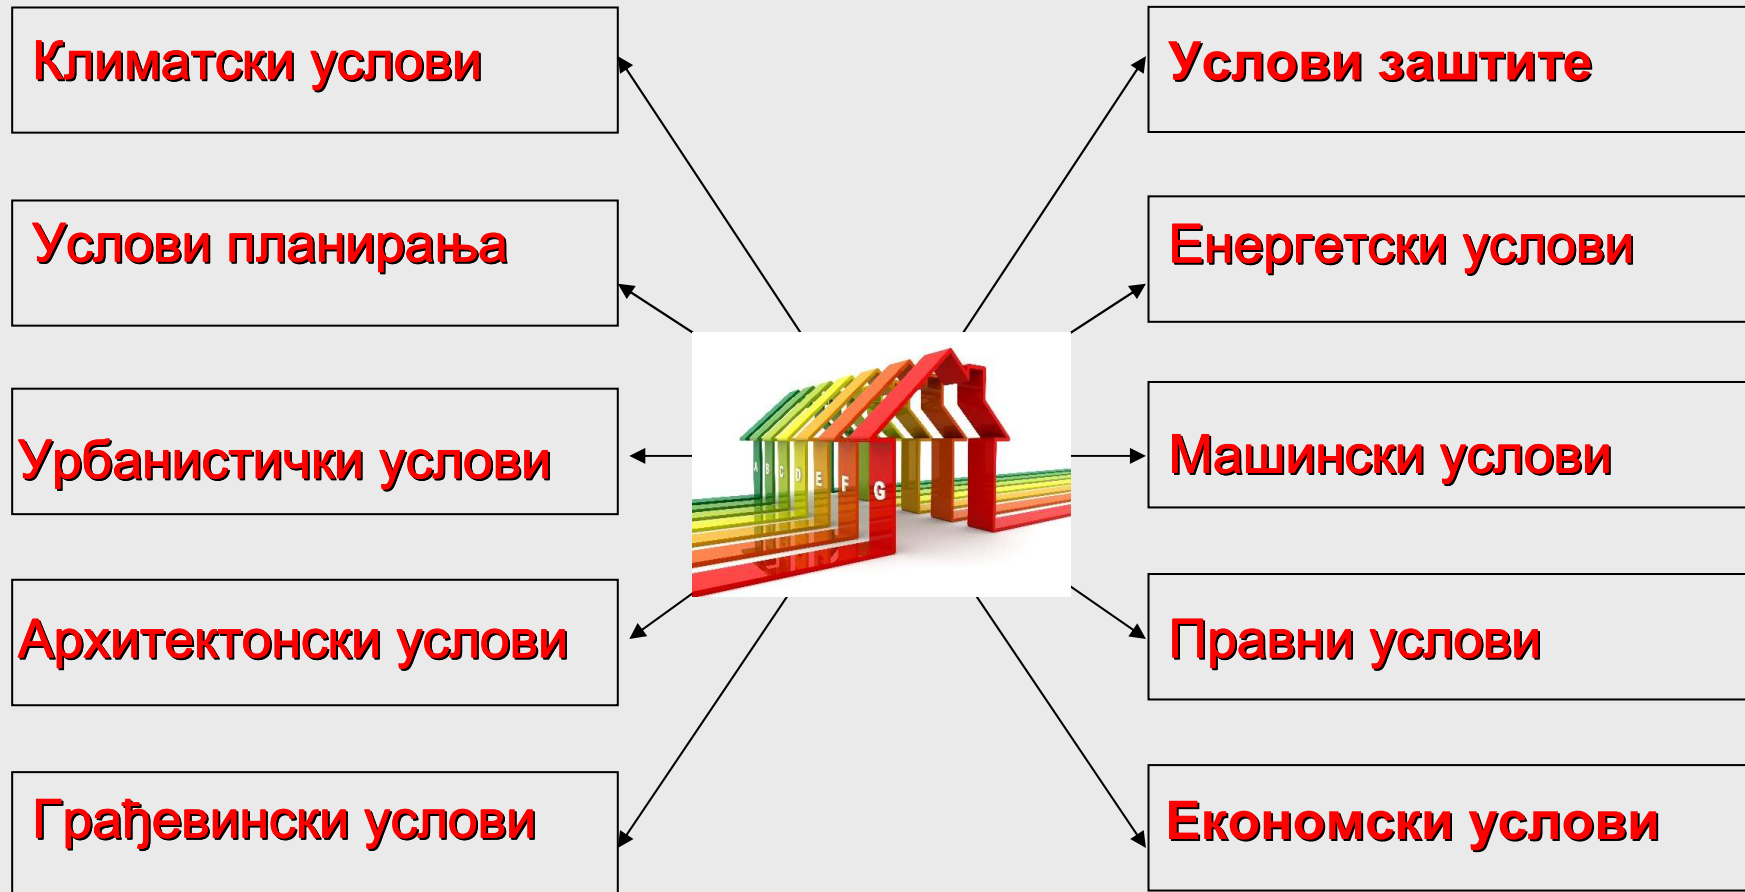 Климатски услови
Услови планирања
Урбанистички услови
Архитектонски услови
Грађевински услови
A B C D E F G
Услови заштите
Енергетски услови
Машински услови
Правни услови
Економски услови